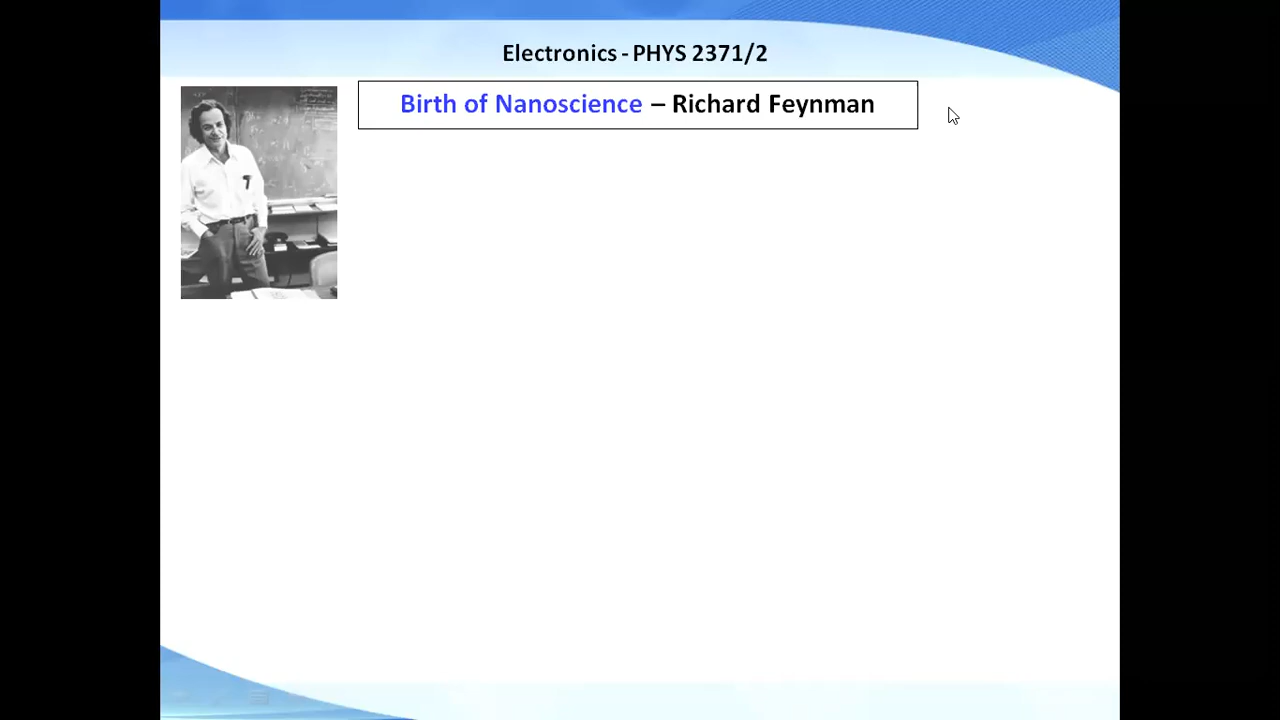 Electronics - PHYS 2371/2
Birth of Nanoscience – Richard Feynman